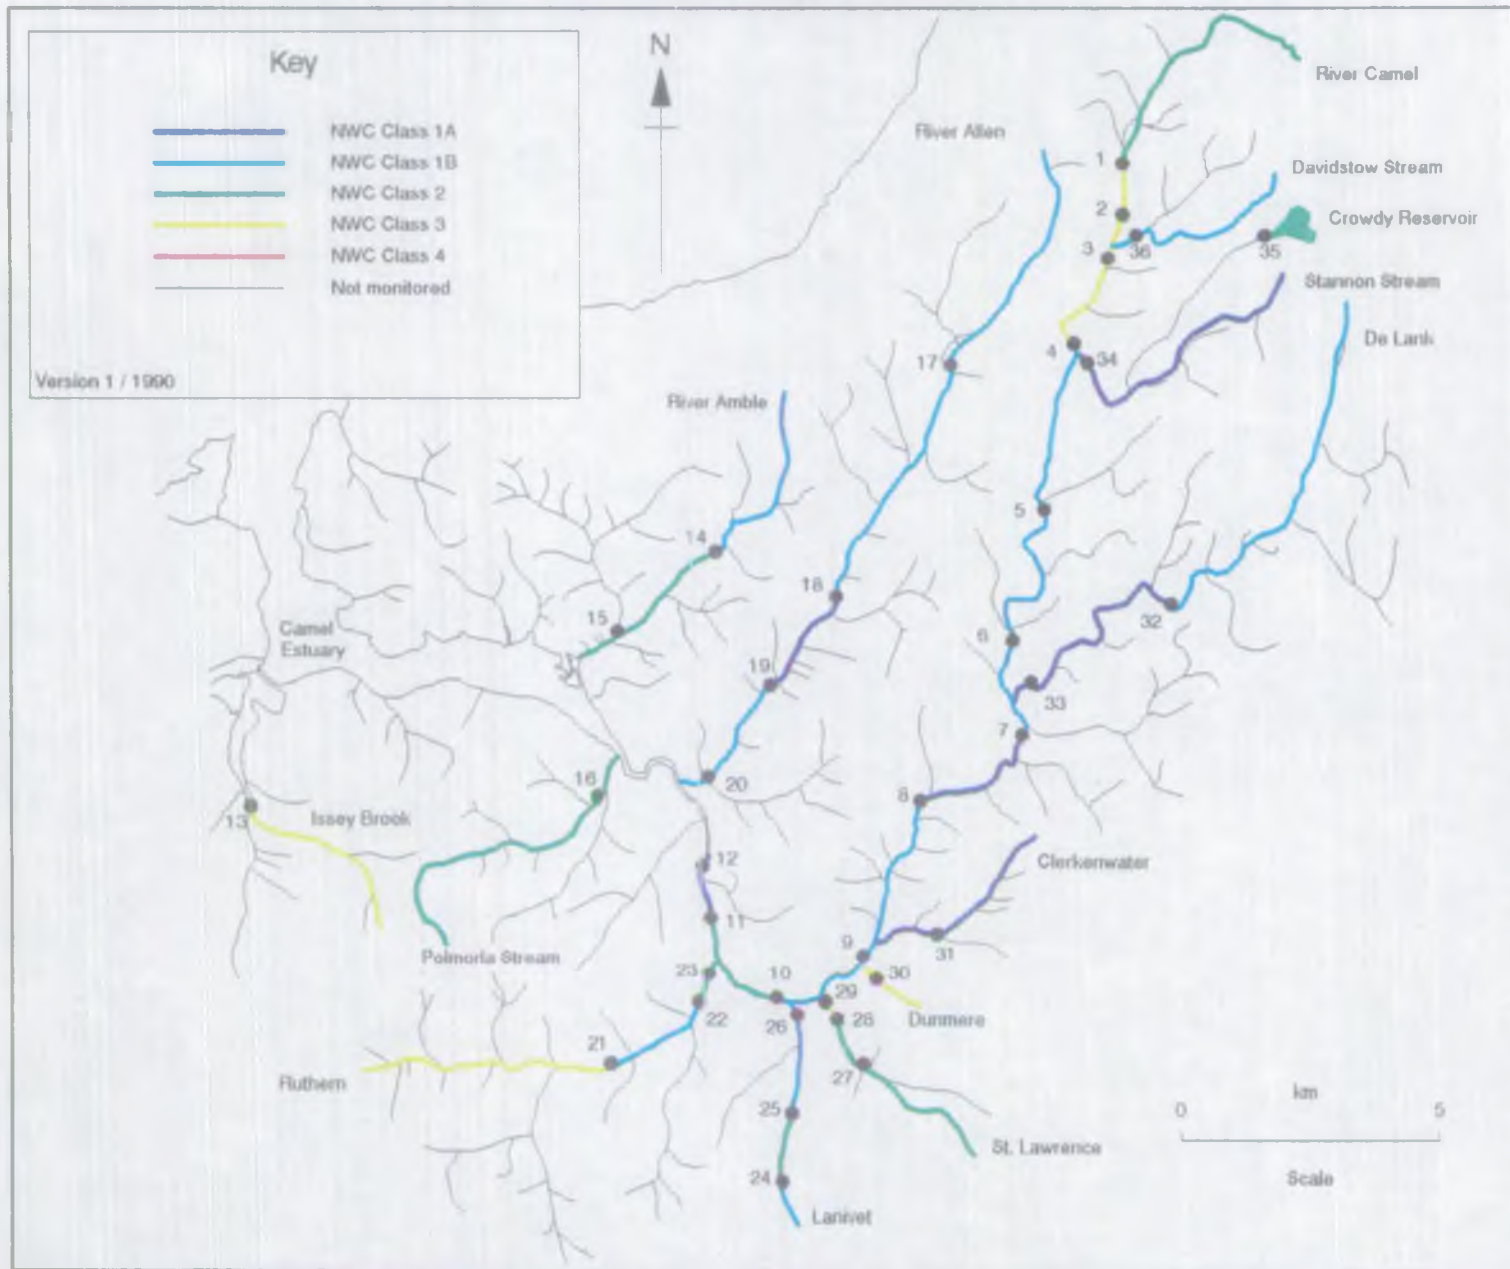 Key
NWC Class 1A
NWC Class 1B
NWC Class 2
NWC Class 3
NWC Class 4
Not monitored
Version 1 / 1990
N
River Camel
River Allen
Davidstow Stream
Crowdy Reservoir
Stannon Stream
De Lank
River Amble
Camel
Estuary
Issey Brook
Polmorla Stream
Clerkenwater
Dunmere
Ruthern
St. Lawrence
Lanivet
1
2
3
36
35
4
34
17
5
14
18
32
15
6
19
33
7
20
16
8
13
12
11
9
31
30
23
10
29
22
26
28
21
27
25
24
km
0
5
Scale